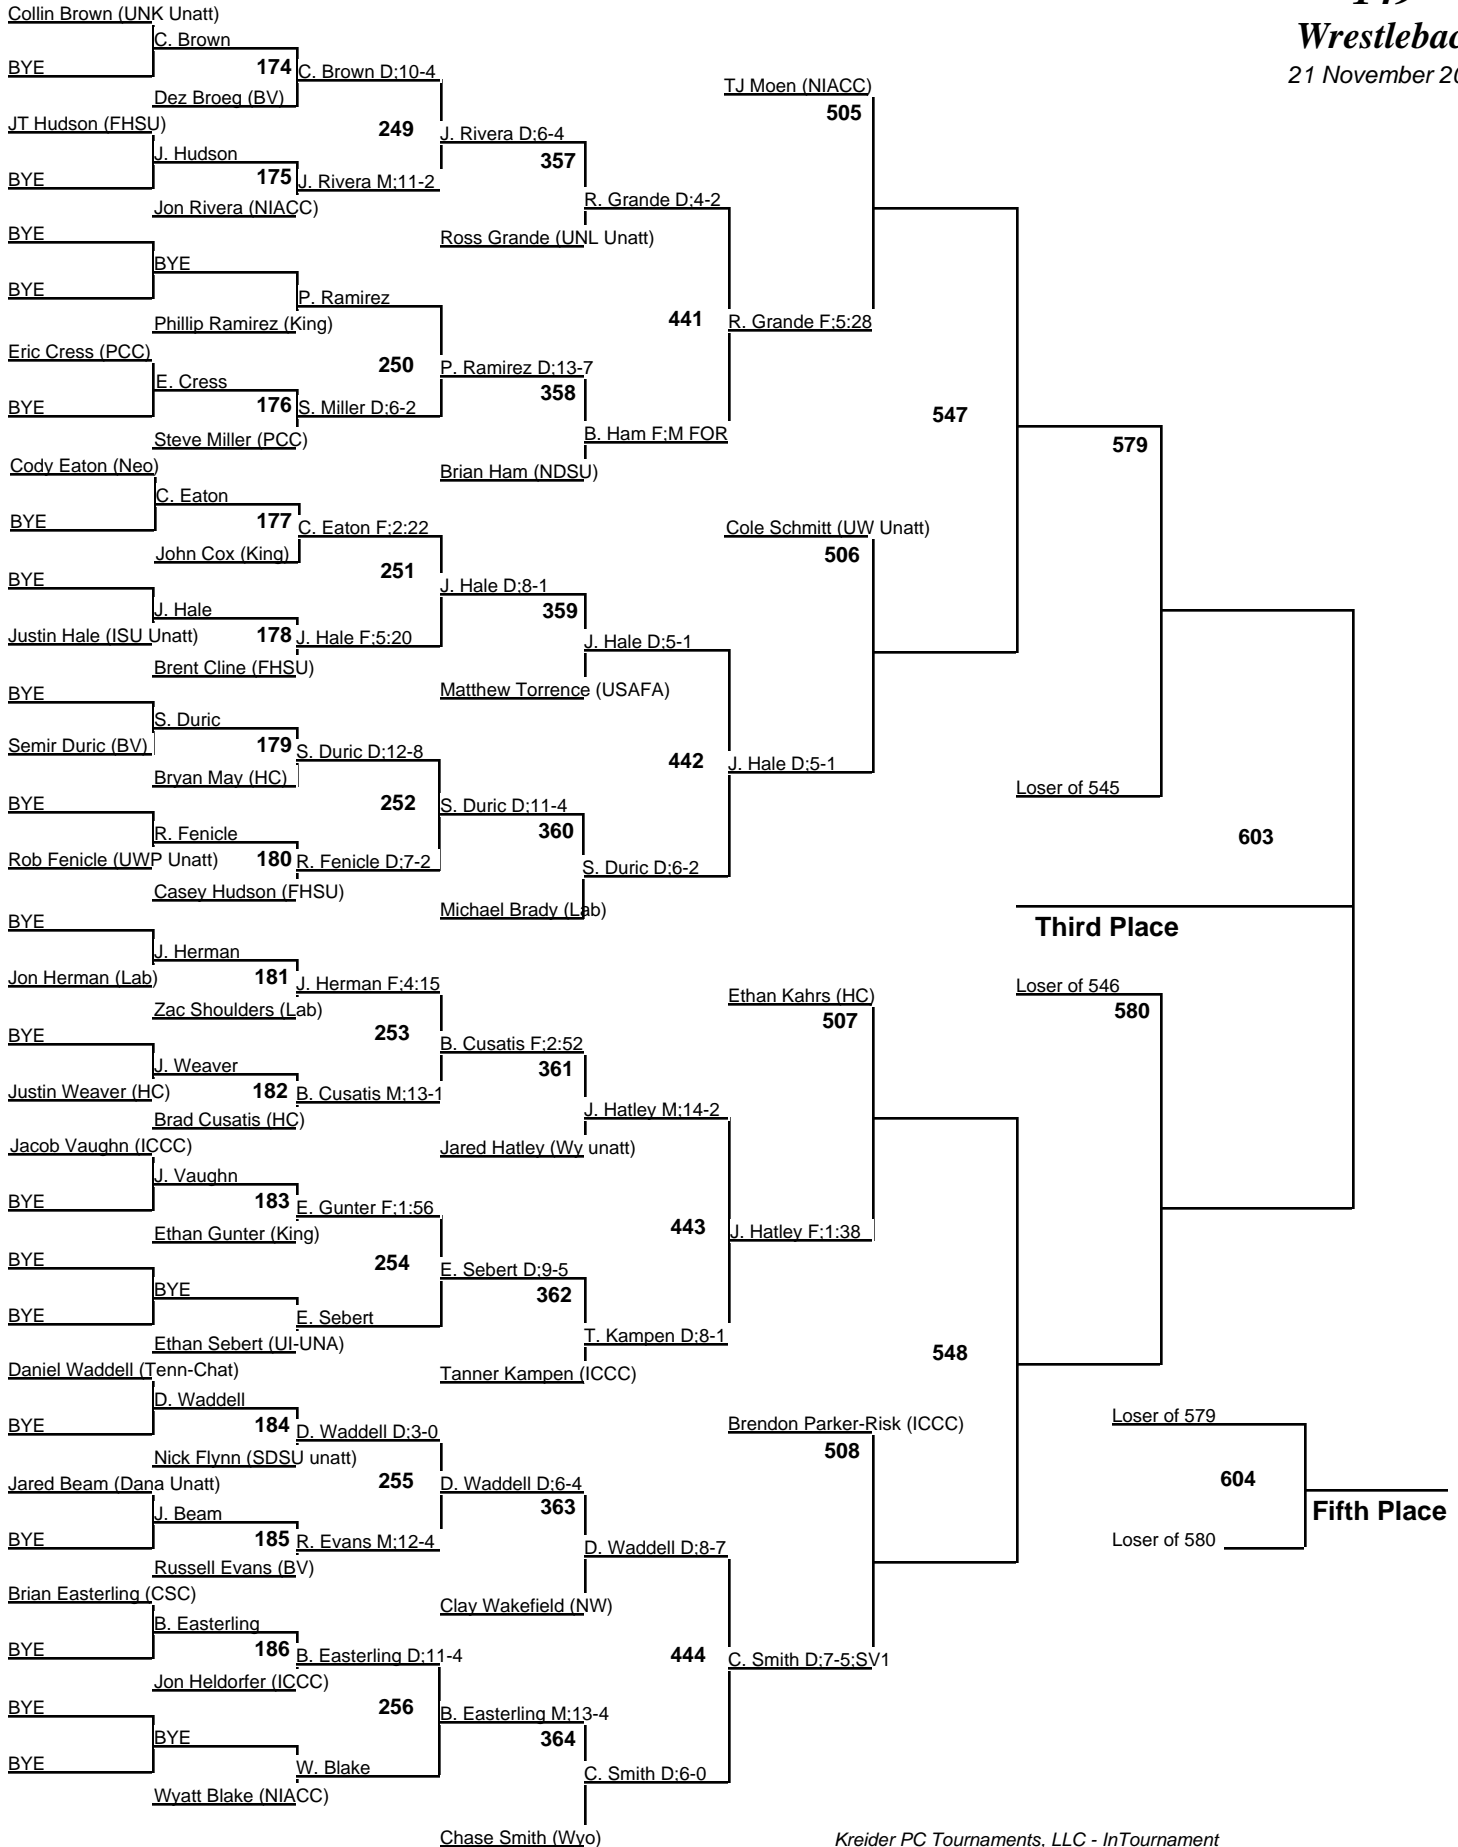 Collin Brown (UNK Unatt)
C. Brown
BYE
174
C. Brown D;10-4
Dez Broeg (BV)
JT Hudson (FHSU)
249
J. Rivera D;6-4
J. Hudson
357
BYE
175
J. Rivera M;11-2
Jon Rivera (NIACC)
R. Grande D;4-2
BYE
Ross Grande (UNL Unatt)
BYE
BYE
P. Ramirez
Phillip Ramirez (King)
441
R. Grande F;5:28
Eric Cress (PCC)
250
P. Ramirez D;13-7
E. Cress
358
BYE
176
S. Miller D;6-2
Steve Miller (PCC)
B. Ham F;M FOR
Cody Eaton (Neo)
Brian Ham (NDSU)
C. Eaton
BYE
177
C. Eaton F;2:22
John Cox (King)
251
BYE
J. Hale D;8-1
J. Hale
359
Justin Hale (ISU Unatt)
178
J. Hale F;5:20
J. Hale D;5-1
Brent Cline (FHSU)
BYE
Matthew Torrence (USAFA)
S. Duric
Semir Duric (BV)
179
S. Duric D;12-8
442
J. Hale D;5-1
Bryan May (HC)
BYE
252
S. Duric D;11-4
R. Fenicle
360
Rob Fenicle (UWP Unatt)
180
R. Fenicle D;7-2
S. Duric D;6-2
Casey Hudson (FHSU)
BYE
Michael Brady (Lab)
J. Herman
Jon Herman (Lab)
181
J. Herman F;4:15
Zac Shoulders (Lab)
253
BYE
B. Cusatis F;2:52
J. Weaver
361
Justin Weaver (HC)
182
B. Cusatis M;13-1
Brad Cusatis (HC)
J. Hatley M;14-2
Jacob Vaughn (ICCC)
Jared Hatley (Wy unatt)
J. Vaughn
BYE
183
E. Gunter F;1:56
Ethan Gunter (King)
443
J. Hatley F;1:38
BYE
254
E. Sebert D;9-5
BYE
362
BYE
E. Sebert
Ethan Sebert (UI-UNA)
T. Kampen D;8-1
Daniel Waddell (Tenn-Chat)
Tanner Kampen (ICCC)
D. Waddell
BYE
184
D. Waddell D;3-0
Nick Flynn (SDSU unatt)
Jared Beam (Dana Unatt)
255
D. Waddell D;6-4
J. Beam
363
BYE
185
R. Evans M;12-4
D. Waddell D;8-7
Russell Evans (BV)
Brian Easterling (CSC)
Clay Wakefield (NW)
B. Easterling
BYE
186
B. Easterling D;11-4
444
C. Smith D;7-5;SV1
Jon Heldorfer (ICCC)
BYE
256
B. Easterling M;13-4
BYE
364
BYE
W. Blake
C. Smith D;6-0
Wyatt Blake (NIACC)
Chase Smith (Wyo)
TJ Moen (NIACC)
505
547
Cole Schmitt (UW Unatt)
506
579
Loser of 545
603
Third Place
Loser of 546
Ethan Kahrs (HC)
507
580
548
Brendon Parker-Risk (ICCC)
508
Loser of 579
604
Fifth Place
Loser of 580
Wrestlebac
21 November 20
Kreider PC Tournaments, LLC - InTournament